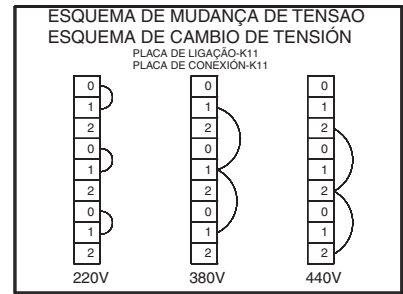 ESQUEMA DE MUDANÇA DE TENSAO
ESQUEMA DE CAMBIO DE TENSIÓN
PLACA DE LIGAÇÃO-K11
PLACA DE CONEXIÓN-K11
0 0 0
1 1 1
2 2 2
0 0 0
1 1 1
2 2 2
0 0 0
1 1 1
2 2 2
220V 380V 440V